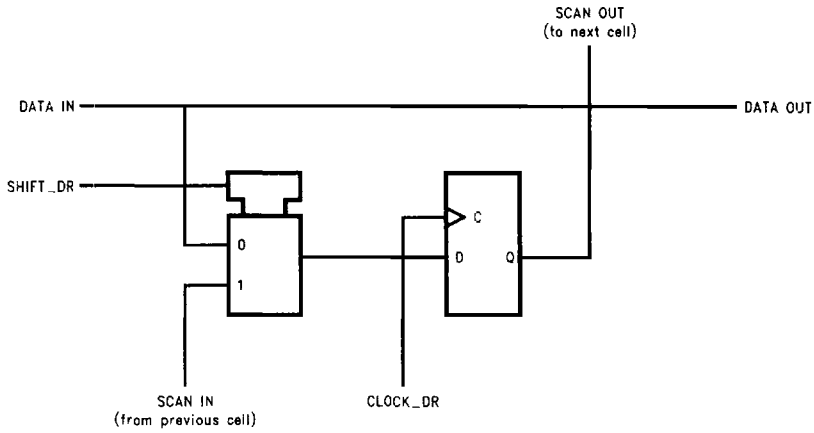 SCAN OUT
(to next cell)
DATA IN
DATA OUT
SHIFT_DR
C
0
D
Q
1
SCAN IN
(from previous cell)
CLOCK_DR